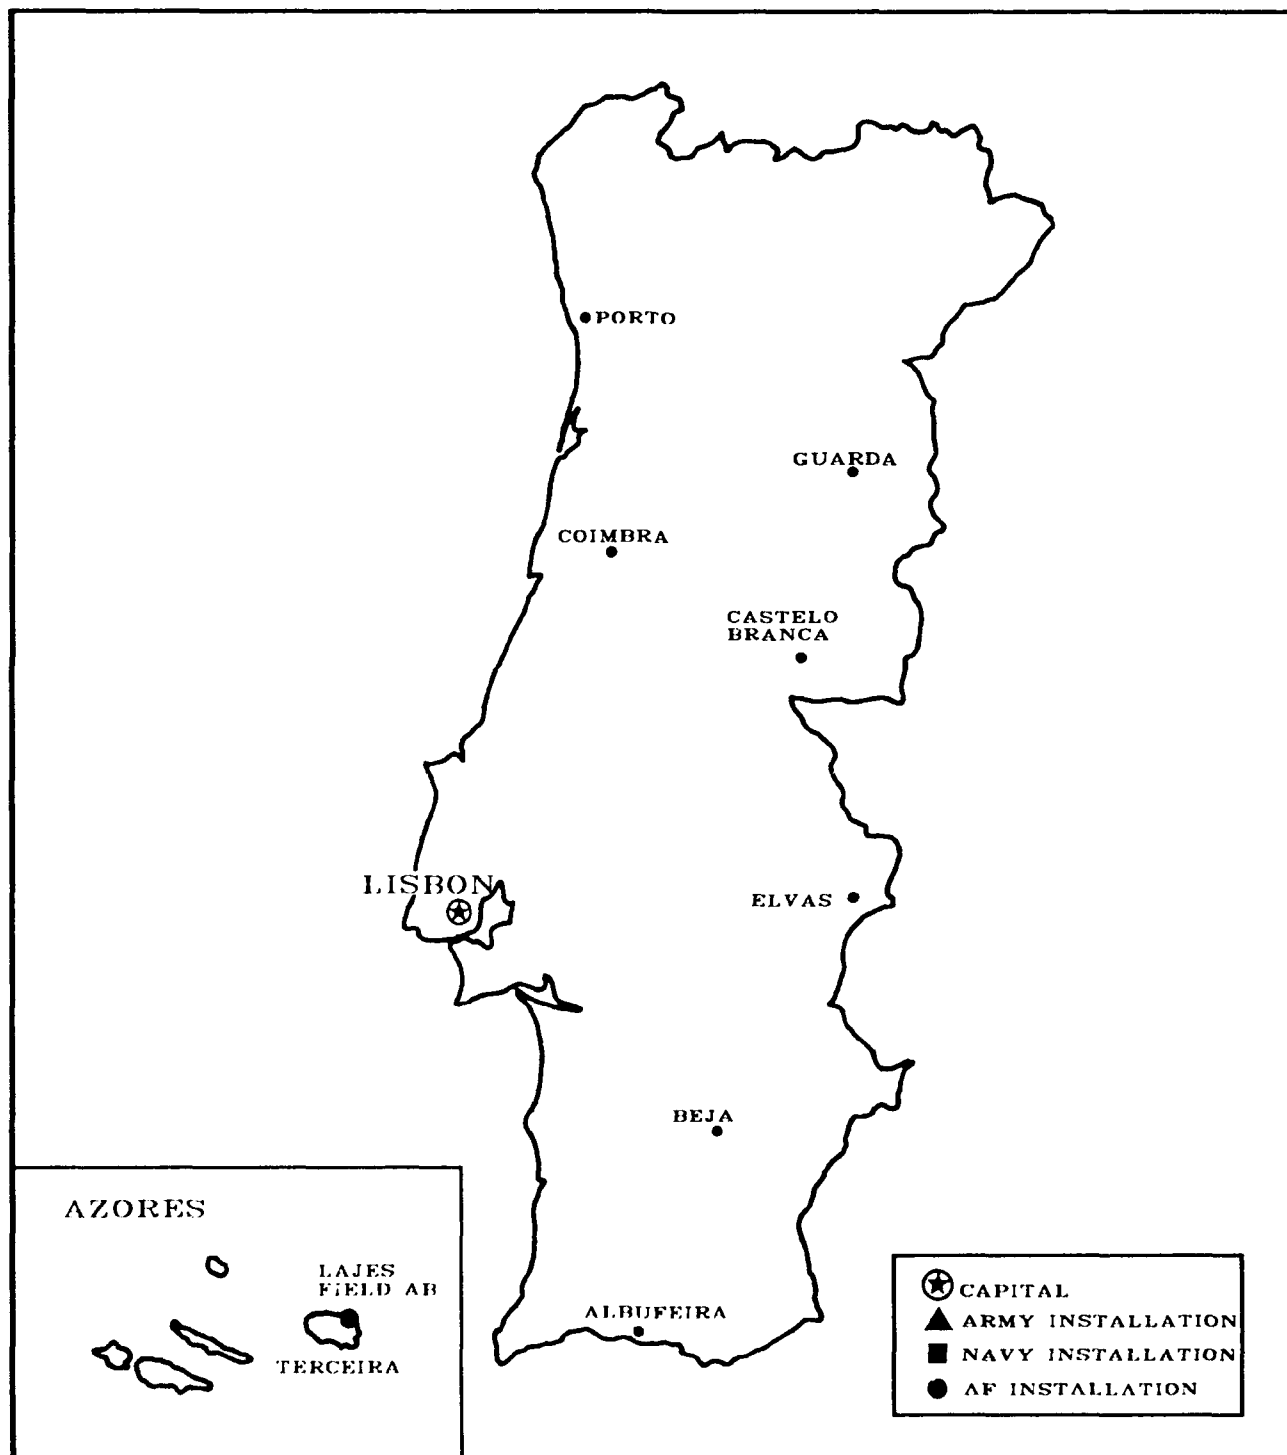 PORTO
GUARDA
COIMBRA
CASTELO
BRANCA
LISBON
ELVAS
BEJA
AZORES
LAJES
FIELD AB
TERCEIRA
ALBUFEIRA
CAPITAL
ARMY INSTALLATION
NAVY INSTALLATION
AF INSTALLATION